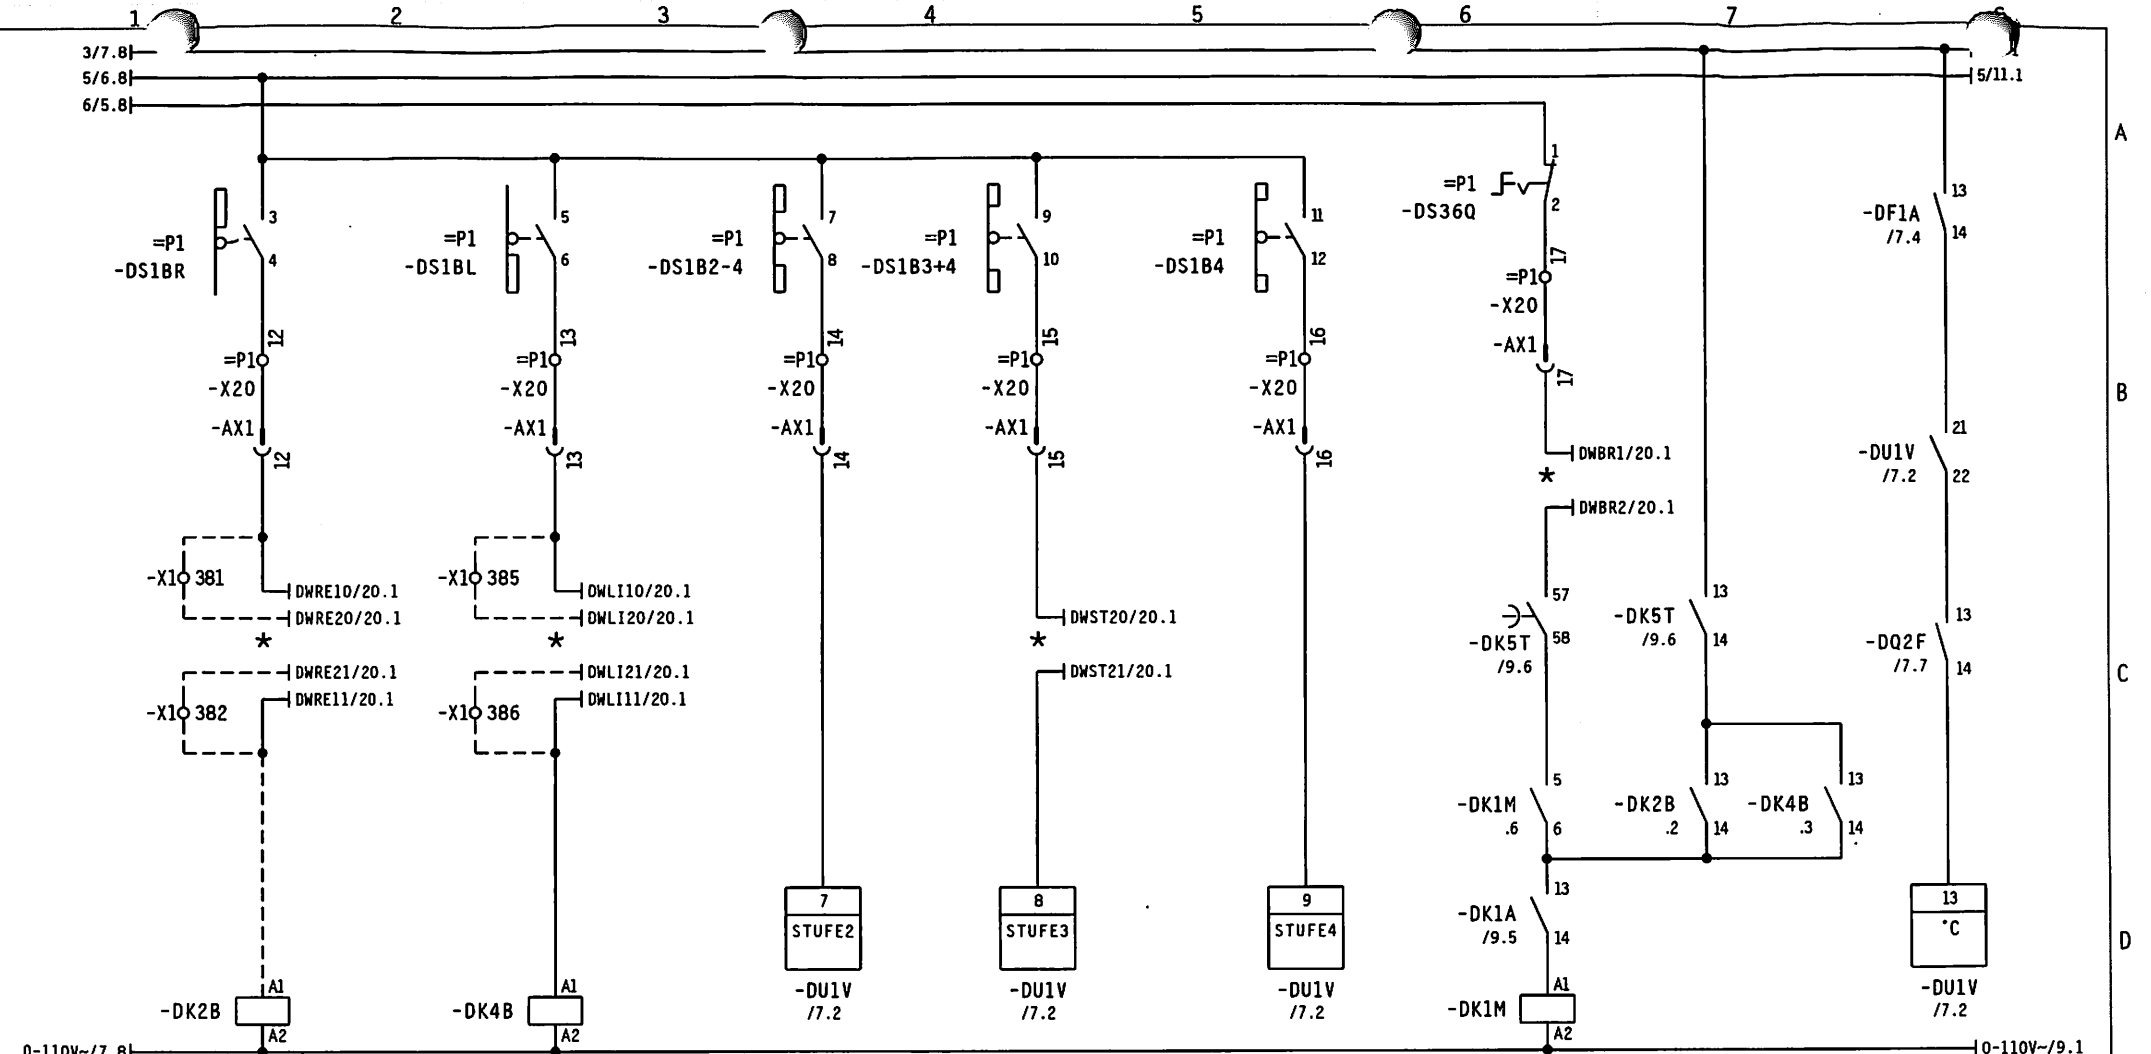 1 2 3 4 5 6 7
3/7.8
5/6.8 5/11.1
6/5.8
A
1
=P1
-DS36Q
2
13
-DF1A
/7.4 14
3 5 7 9 11
=P1 =P1 =P1 =P1 =P1
-DS1BR -DS1BL -DS1B2-4 -DS1B3+4 -DS1B4
4 6 8 10 12
17
=P1
-X20
-AX1
17
12 13 14 15 16
=P1 =P1 =P1 =P1 =P1
-X20 -X20 -X20 -X20 -X20
B
-AX1 -AX1 -AX1 -AX1 -AX1
12 13 14 15 16
DWBR1/20.1
*
DWBR2/20.1
21
-DU1V
/7.2 22
-X1 381 -X1 385
DWRE10/20.1 DWLI10/20.1
DWRE20/20.1 DWLI20/20.1 DWST20/20.1
* * *
DWRE21/20.1 DWLI21/20.1 DWST21/20.1
DWRE11/20.1 DWLI11/20.1
-X1 382 -X1 386
57 13 13
-DK5T 58 -DK5T 14 -DQ2F
/9.6 /9.6 /7.7 14
C
5 13 13
-DK1M -DK2B -DK4B
.6 6 .2 14 .3 14
7 8 9
STUFE2 STUFE3 STUFE4
-DU1V -DU1V -DU1V
/7.2 /7.2 /7.2
13
-DK1A
/9.5 14
13
°C
-DU1V
/7.2
D
A1 A1 A1
-DK2B -DK4B -DK1M
A2 A2 A2
0-110V~/7.8 0-110V~/9.1